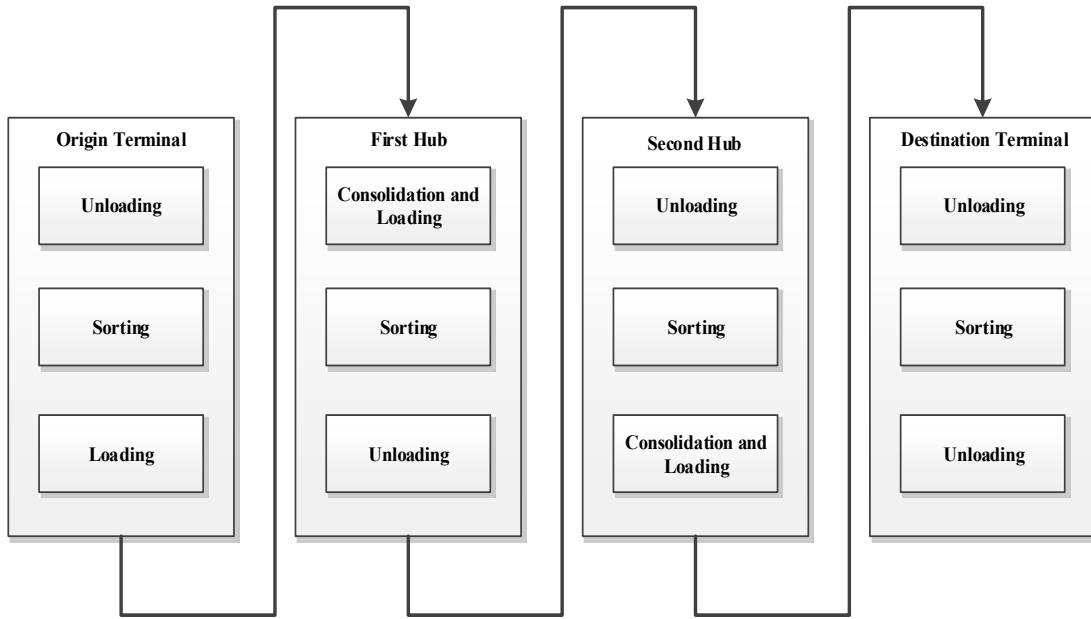 Origin Terminal
Unloading
Sorting
Loading
First Hub
Consolidation and
Loading
Sorting
Unloading
Second Hub
Unloading
Sorting
Consolidation and
Loading
Destination Terminal
Unloading
Sorting
Unloading